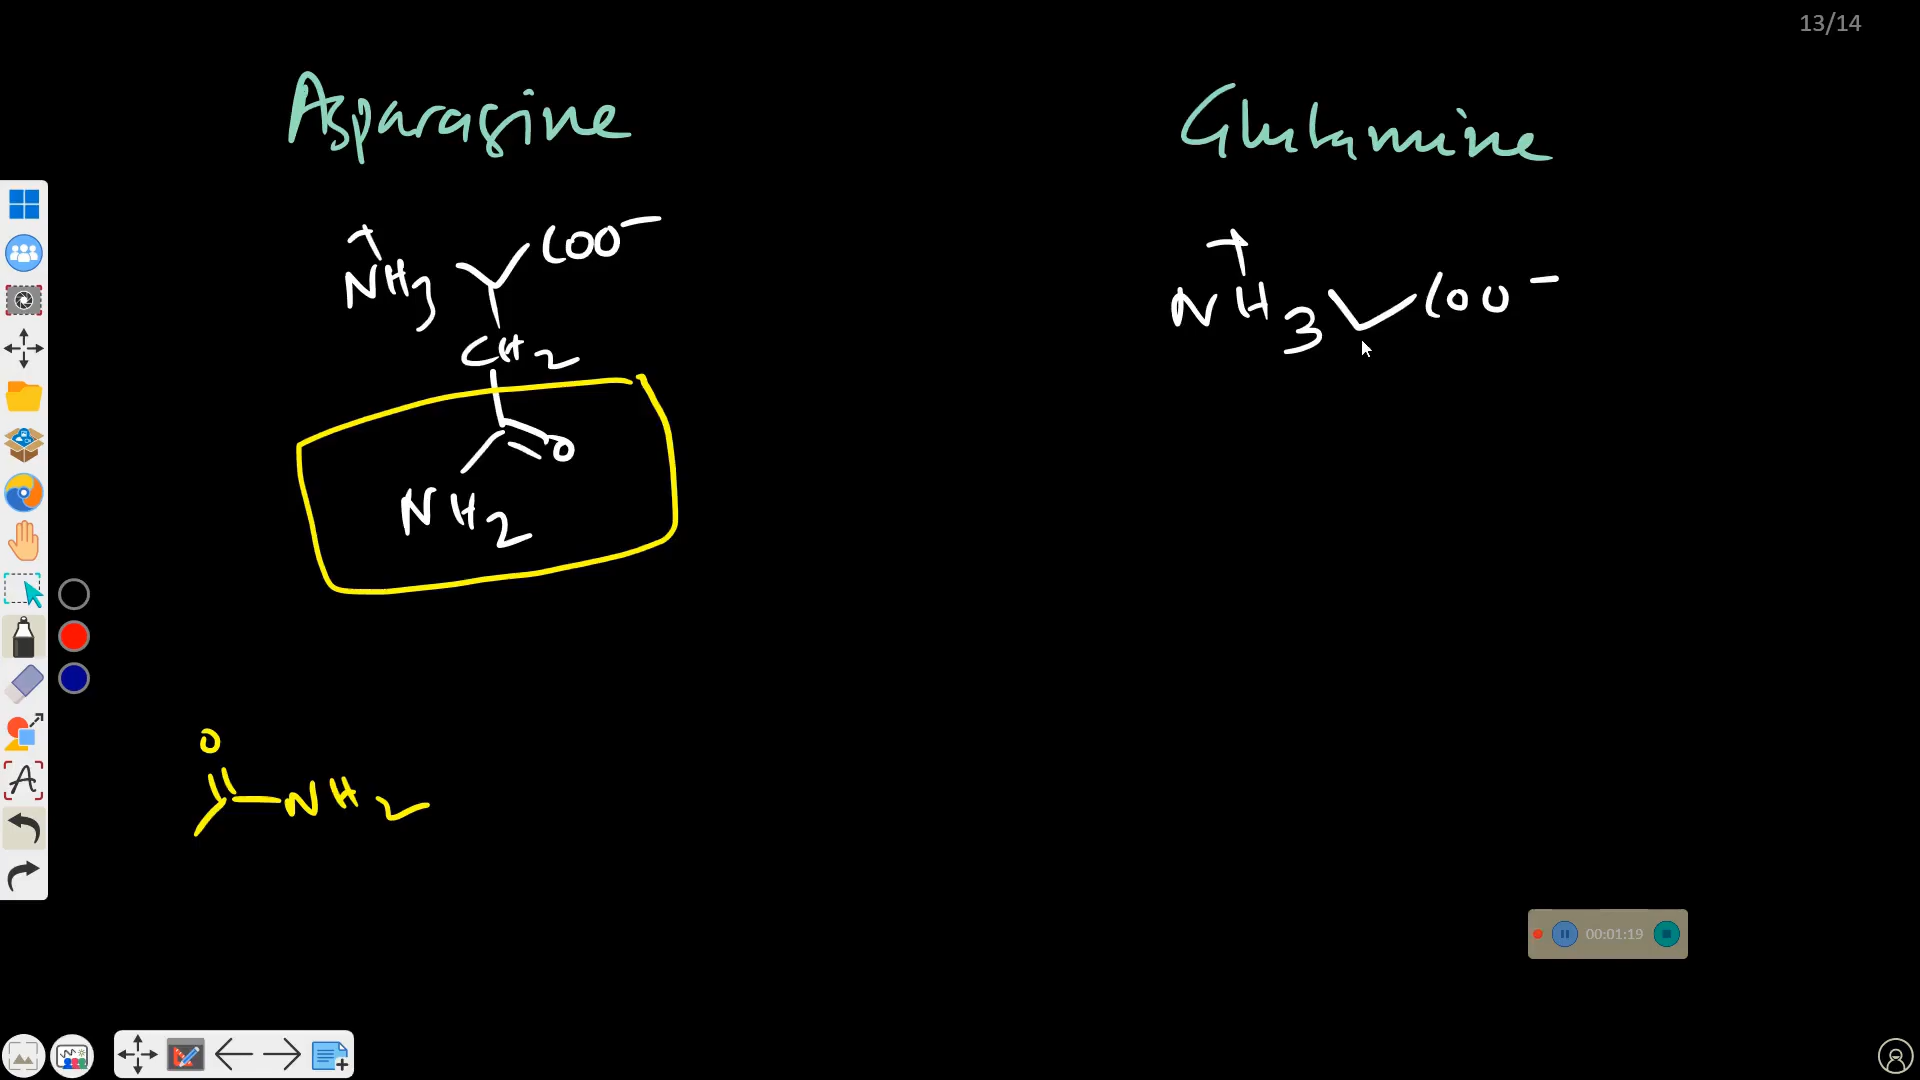 13/14
Asparagine
Glutamine
+
NH3 COO−
CH2
O
NH2
+
NH3 COO−
O
NH2
00:01:19